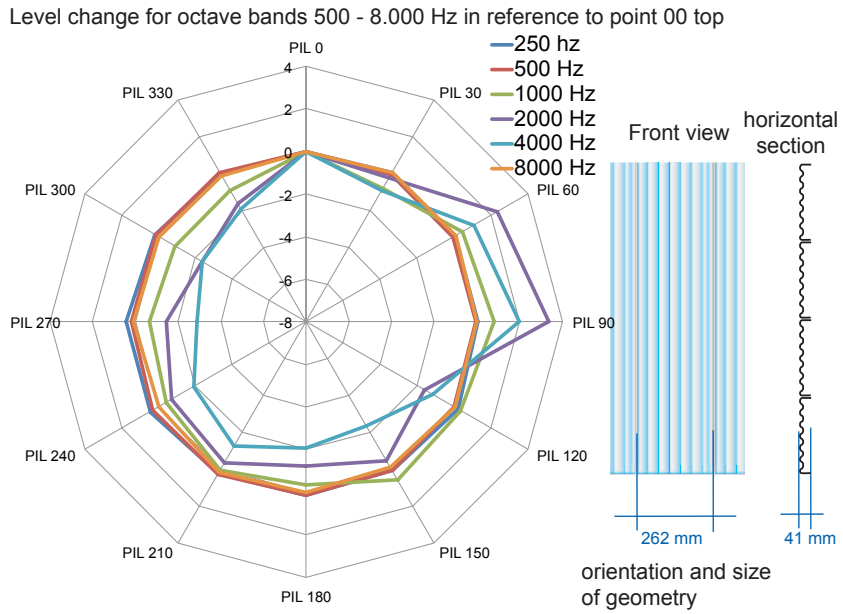 Level change for octave bands 500 - 8.000 Hz in reference to point 00 top
PIL 0
250 hz
500 Hz
1000 Hz
2000 Hz
4000 Hz
8000 Hz
4
2
0
-2
-4
-6
-8
PIL 30
PIL 60
PIL 90
PIL 120
PIL 150
PIL 180
PIL 210
PIL 240
PIL 270
PIL 300
PIL 330
Front view
horizontal
section
262 mm
41 mm
orientation and size
of geometry